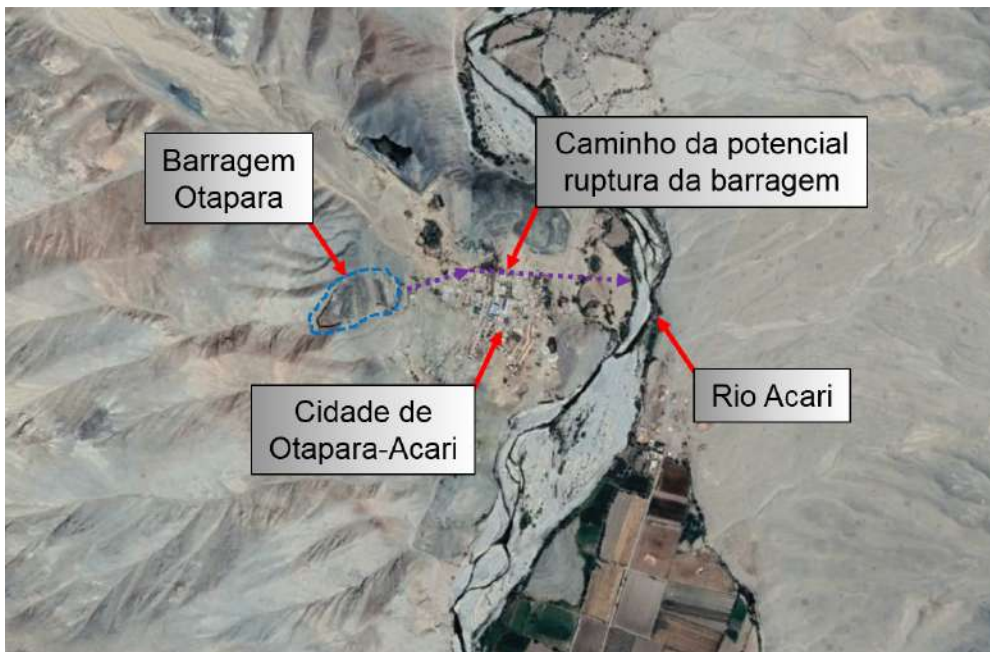 Barragem
Otapara
Caminho da potencial
ruptura da barragem
Cidade de
Otapara-Acari
Rio Acari